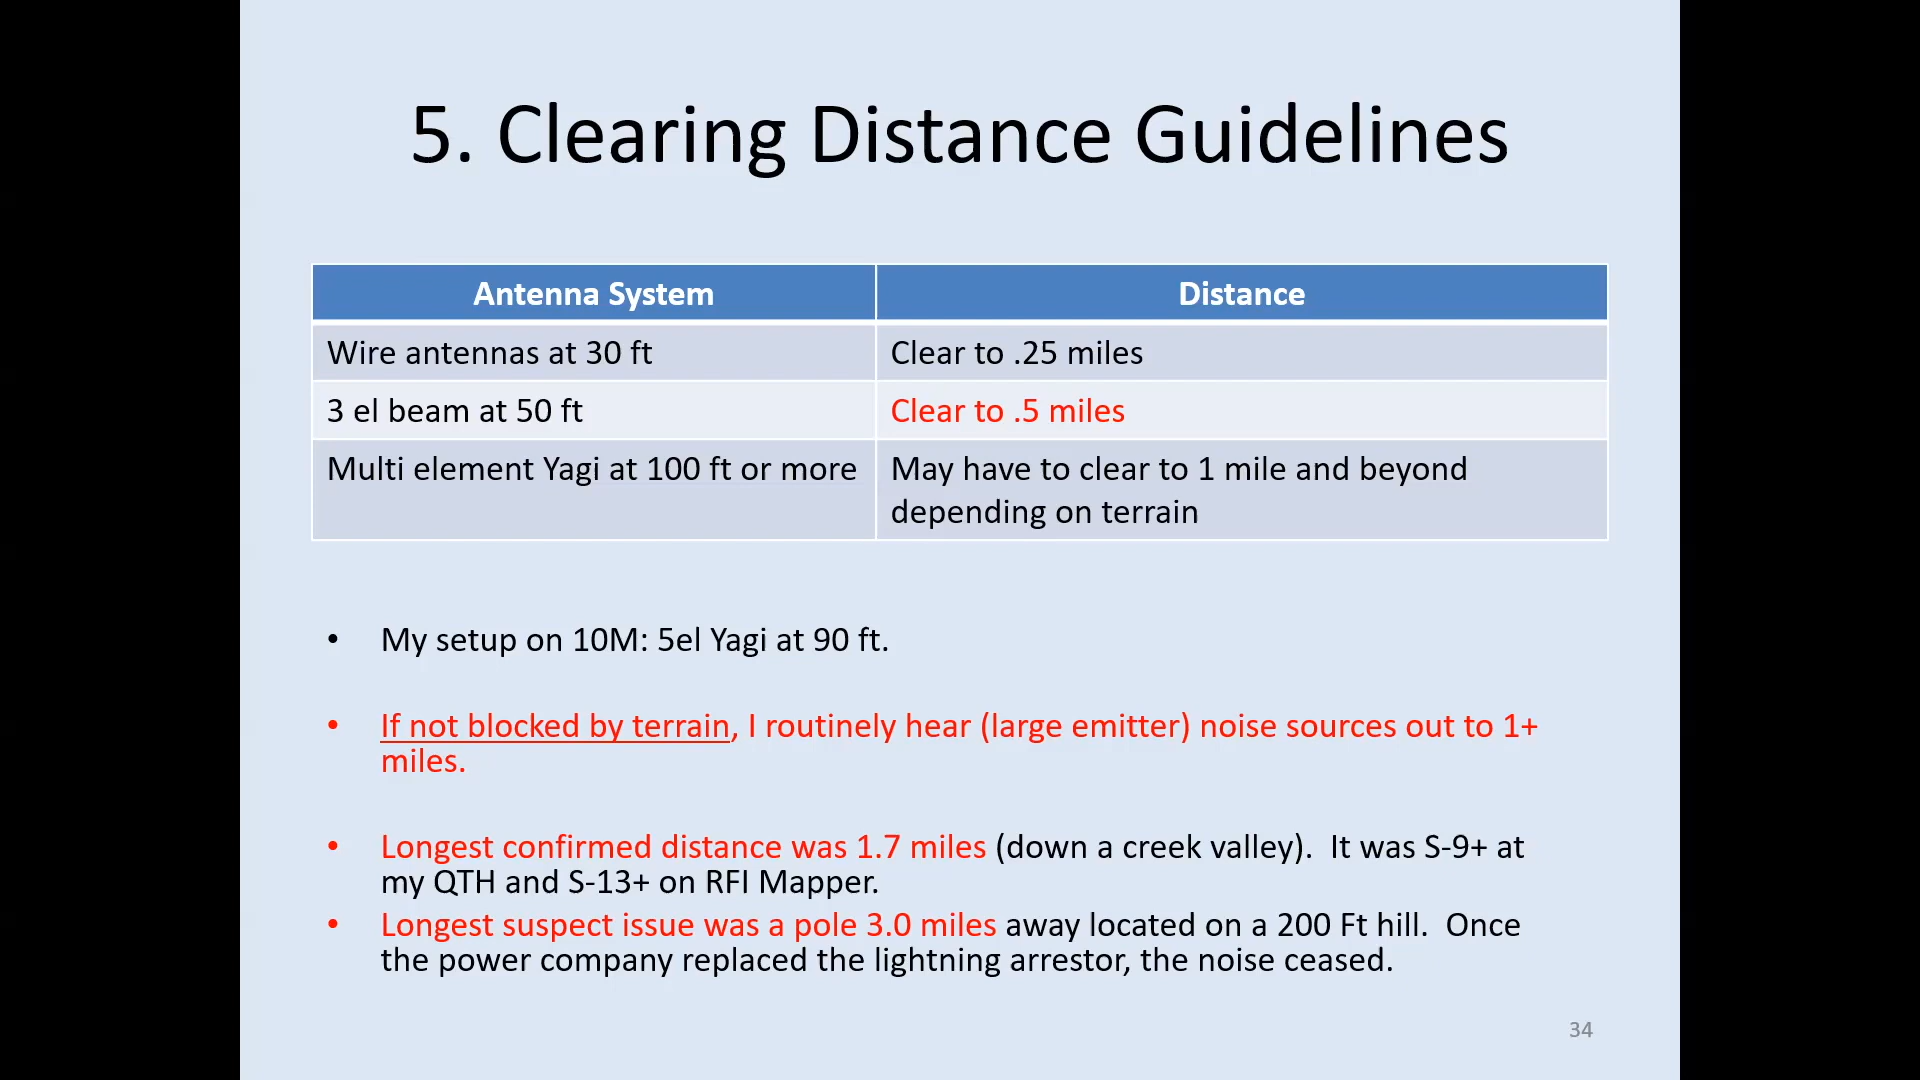 5. Clearing Distance Guidelines
Antenna System Distance
Wire antennas at 30 ft Clear to .25 miles
3 el beam at 50 ft Clear to .5 miles
Multi element Yagi at 100 ft or more May have to clear to 1 mile and beyond
depending on terrain
• My setup on 10M: 5el Yagi at 90 ft.
• If not blocked by terrain, I routinely hear (large emitter) noise sources out to 1+
miles.
• Longest confirmed distance was 1.7 miles (down a creek valley). It was S-9+ at
my QTH and S-13+ on RFI Mapper.
• Longest suspect issue was a pole 3.0 miles away located on a 200 Ft hill. Once
the power company replaced the lightning arrestor, the noise ceased.
34